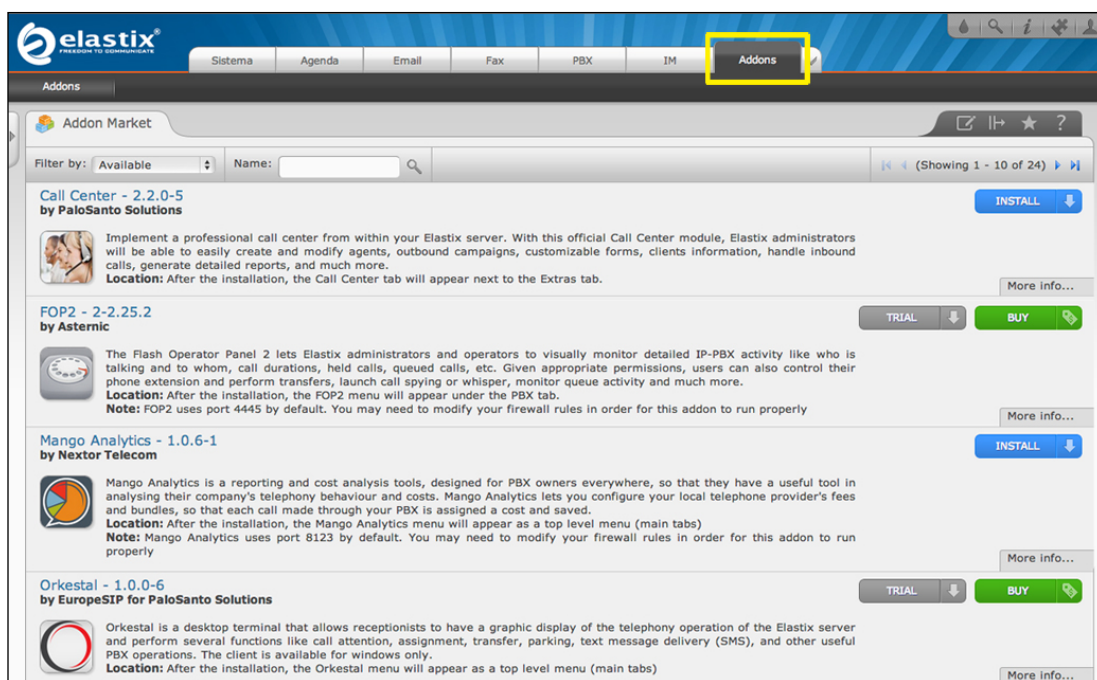 elastix®
FREEDOM TO COMMUNICATE
Sistema
Agenda
Email
Fax
PBX
IM
Addons
Addons
Addon Market
Filter by: Available
Name:
(Showing 1 - 10 of 24)
Call Center - 2.2.0-5
by PaloSanto Solutions
INSTALL
Implement a professional call center from within your Elastix server. With this official Call Center module, Elastix administrators
will be able to easily create and modify agents, outbound campaigns, customizable forms, clients information, handle inbound
calls, generate detailed reports, and much more.
Location: After the installation, the Call Center tab will appear next to the Extras tab.
More info...
FOP2 - 2-2.25.2
by Asternic
TRIAL
BUY
The Flash Operator Panel 2 lets Elastix administrators and operators to visually monitor detailed IP-PBX activity like who is
talking and to whom, call durations, held calls, queued calls, etc. Given appropriate permissions, users can also control their
phone extension and perform transfers, launch call spying or whisper, monitor queue activity and much more.
Location: After the installation, the FOP2 menu will appear under the PBX tab.
Note: FOP2 uses port 4445 by default. You may need to modify your firewall rules in order for this addon to run properly
More info...
Mango Analytics - 1.0.6-1
by Nextor Telecom
INSTALL
Mango Analytics is a reporting and cost analysis tools, designed for PBX owners everywhere, so that they have a useful tool in
analysing their company's telephony behaviour and costs. Mango Analytics lets you configure your local telephone provider's fees
and bundles, so that each call made through your PBX is assigned a cost and saved.
Location: After the installation, the Mango Analytics menu will appear as a top level menu (main tabs)
Note: Mango Analytics uses port 8123 by default. You may need to modify your firewall rules in order for this addon to run
properly
More info...
Orkestal - 1.0.0-6
by EuropeSIP for PaloSanto Solutions
TRIAL
BUY
Orkestal is a desktop terminal that allows receptionists to have a graphic display of the telephony operation of the Elastix server
and perform several functions like call attention, assignment, transfer, parking, text message delivery (SMS), and other useful
PBX operations. The client is available for windows only.
Location: After the installation, the Orkestal menu will appear as a top level menu (main tabs)
More info...